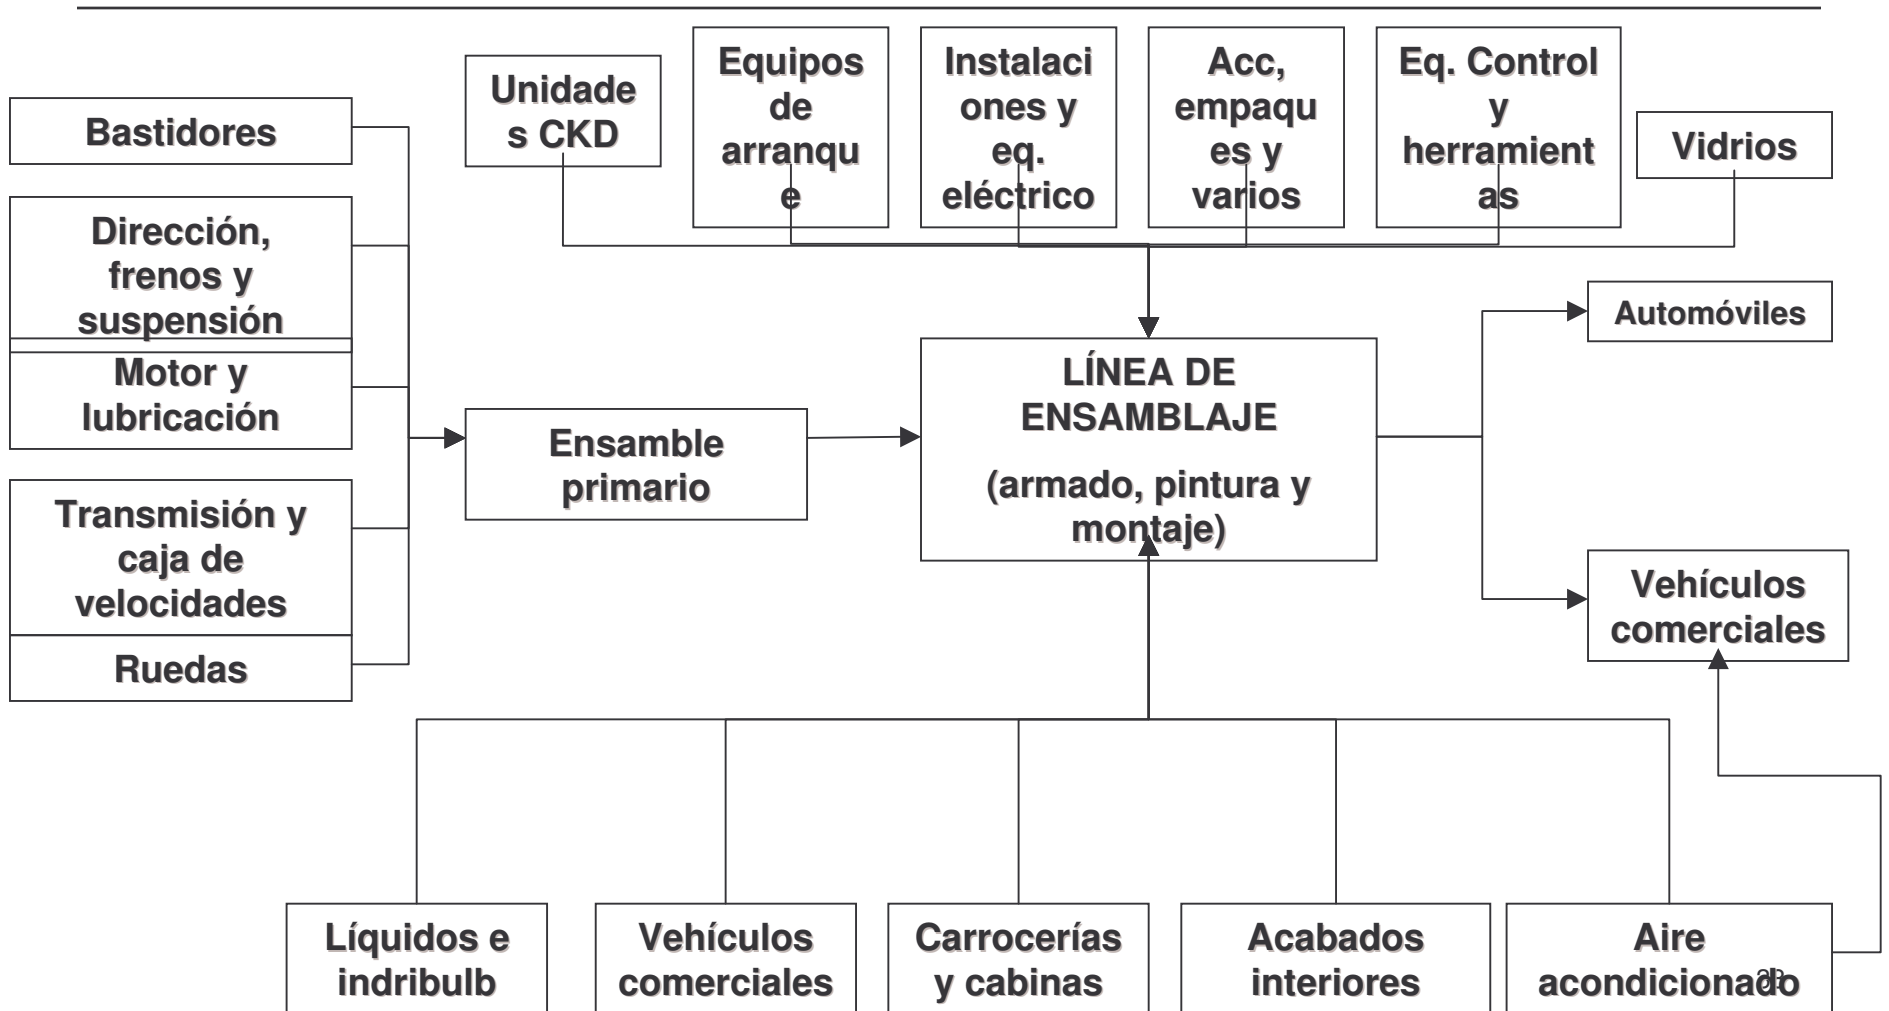 Bastidores
Dirección,
frenos y
suspensión
Motor y
lubricación
Transmisión y
caja de
velocidades
Ruedas
Unidade
s CKD
Equipos
de
arranqu
e
Instalaci
ones y
eq.
eléctrico
Acc,
empaqu
es y
varios
Eq. Control
y
herramient
as
Vidrios
Ensamble
primario
LÍNEA DE
ENSAMBLAJE
(armado, pintura y
montaje)
Automóviles
Vehículos
comerciales
Líquidos e
indribulb
Vehículos
comerciales
Carrocerías
y cabinas
Acabados
interiores
Aire
acondicionado